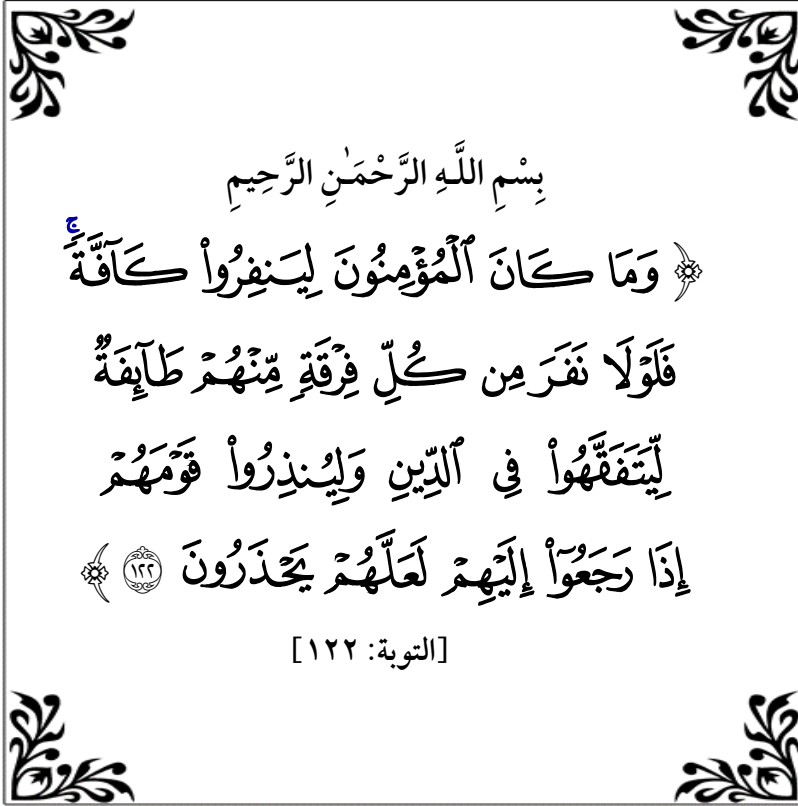 بِسْمِ اللَّـهِ الرَّحْمَـٰنِ الرَّحِيمِ
﴿ وَمَا كَانَ ٱلْمُؤْمِنُونَ لِيَنفِرُوا۟ كَآفَّةً ۚ
فَلَوْلَا نَفَرَ مِن كُلِّ فِرْقَةٍ مِّنْهُمْ طَآئِفَةٌ
لِّيَتَفَقَّهُوا۟ فِى ٱلدِّينِ وَلِيُنذِرُوا۟ قَوْمَهُمْ
إِذَا رَجَعُوٓا۟ إِلَيْهِمْ لَعَلَّهُمْ يَحْذَرُونَ ١٢٢ ﴾
[التوبة: ١٢٢]